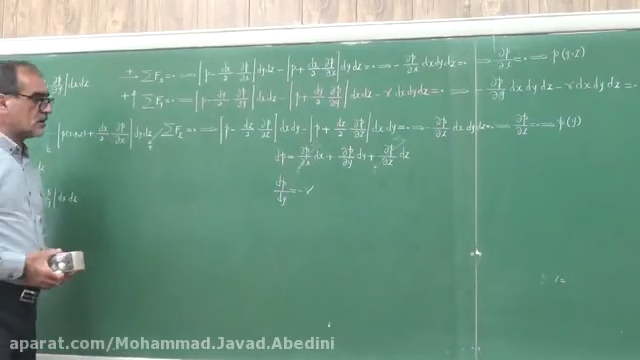 →+ ΣFx=0 ⟹ |p - dx/2 ∂p/∂x| dydz - |p + dx/2 ∂p/∂x| dydz=0 ⟹ - ∂p/∂x dxdydz=0 ⟹ ∂p/∂x=0 ⟹ p(y,z)
+↑ ΣFy=0 ⟹ |p - dy/2 ∂p/∂y| dxdz - |p + dy/2 ∂p/∂y| dxdz - γ dxdydz=0 ⟹ - ∂p/∂y dxdydz - γ dxdydz=0
ΣFz=0 ⟹ |p - dz/2 ∂p/∂z| dxdy - |p + dz/2 ∂p/∂z| dxdy=0 ⟹ - ∂p/∂z dxdydz=0 ⟹ ∂p/∂z=0 ⟹ p(y)
dp = ∂p/∂x dx + ∂p/∂y dy + ∂p/∂z dz
dp/dy = -γ
aparat.com/Mohammad.Javad.Abedini